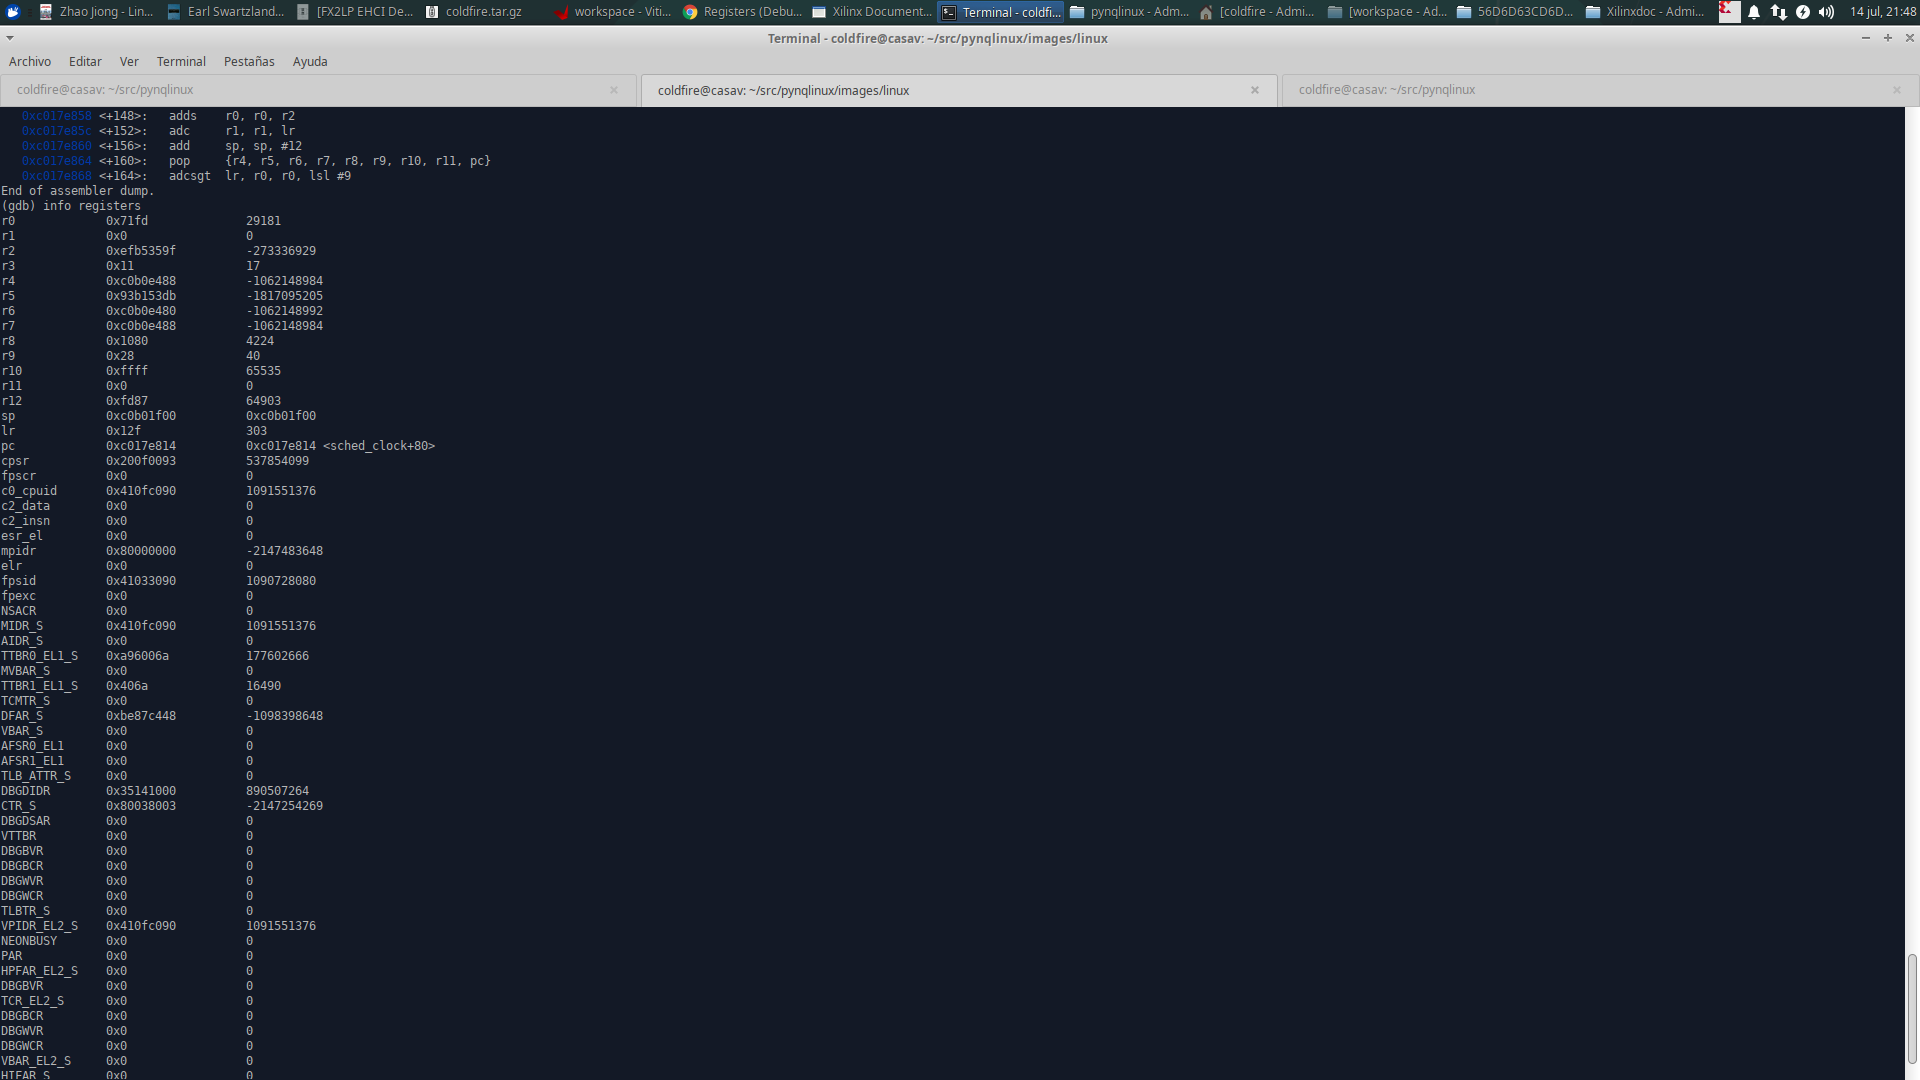 Zhao Jiong - Lin...
Earl Swartzland...
[FX2LP EHCI De...
coldfire.tar.gz
workspace - Viti...
Registers (Debu...
Xilinx Document...
Terminal - coldfi...
pynqlinux - Adm...
[coldfire - Admi...
[workspace - Ad...
56D6D63CD6D...
Xilinxdoc - Admi...
14 jul, 21:48
Terminal - coldfire@casav: ~/src/pynqlinux/images/linux
Archivo Editar Ver Terminal Pestañas Ayuda
coldfire@casav: ~/src/pynqlinux
coldfire@casav: ~/src/pynqlinux/images/linux
coldfire@casav: ~/src/pynqlinux
0xc017e858 <+148>: adds r0, r0, r2
0xc017e85c <+152>: adc r1, r1, lr
0xc017e860 <+156>: add sp, sp, #12
0xc017e864 <+160>: pop {r4, r5, r6, r7, r8, r9, r10, r11, pc}
0xc017e868 <+164>: adcsgt lr, r0, r0, lsl #9
End of assembler dump.
(gdb) info registers
r0 0x71fd 29181
r1 0x0 0
r2 0xefb5359f -273336929
r3 0x11 17
r4 0xc0b0e488 -1062148984
r5 0x93b153db -1817095205
r6 0xc0b0e480 -1062148992
r7 0xc0b0e488 -1062148984
r8 0x1080 4224
r9 0x28 40
r10 0xffff 65535
r11 0x0 0
r12 0xfd87 64903
sp 0xc0b01f00 0xc0b01f00
lr 0x12f 303
pc 0xc017e814 0xc017e814 <sched_clock+80>
cpsr 0x200f0093 537854099
fpscr 0x0 0
c0_cpuid 0x410fc090 1091551376
c2_data 0x0 0
c2_insn 0x0 0
esr_el 0x0 0
mpidr 0x80000000 -2147483648
elr 0x0 0
fpsid 0x41033090 1090728080
fpexc 0x0 0
NSACR 0x0 0
MIDR_S 0x410fc090 1091551376
AIDR_S 0x0 0
TTBR0_EL1_S 0xa96006a 177602666
MVBAR_S 0x0 0
TTBR1_EL1_S 0x406a 16490
TCMTR_S 0x0 0
DFAR_S 0xbe87c448 -1098398648
VBAR_S 0x0 0
AFSR0_EL1 0x0 0
AFSR1_EL1 0x0 0
TLB_ATTR_S 0x0 0
DBGDIDR 0x35141000 890507264
CTR_S 0x80038003 -2147254269
DBGDSAR 0x0 0
VTTBR 0x0 0
DBGBVR 0x0 0
DBGBCR 0x0 0
DBGWVR 0x0 0
DBGWCR 0x0 0
TLBTR_S 0x0 0
VPIDR_EL2_S 0x410fc090 1091551376
NEONBUSY 0x0 0
PAR 0x0 0
HPFAR_EL2_S 0x0 0
DBGBVR 0x0 0
TCR_EL2_S 0x0 0
DBGBCR 0x0 0
DBGWVR 0x0 0
DBGWCR 0x0 0
VBAR_EL2_S 0x0 0
HIFAR_S 0x0 0